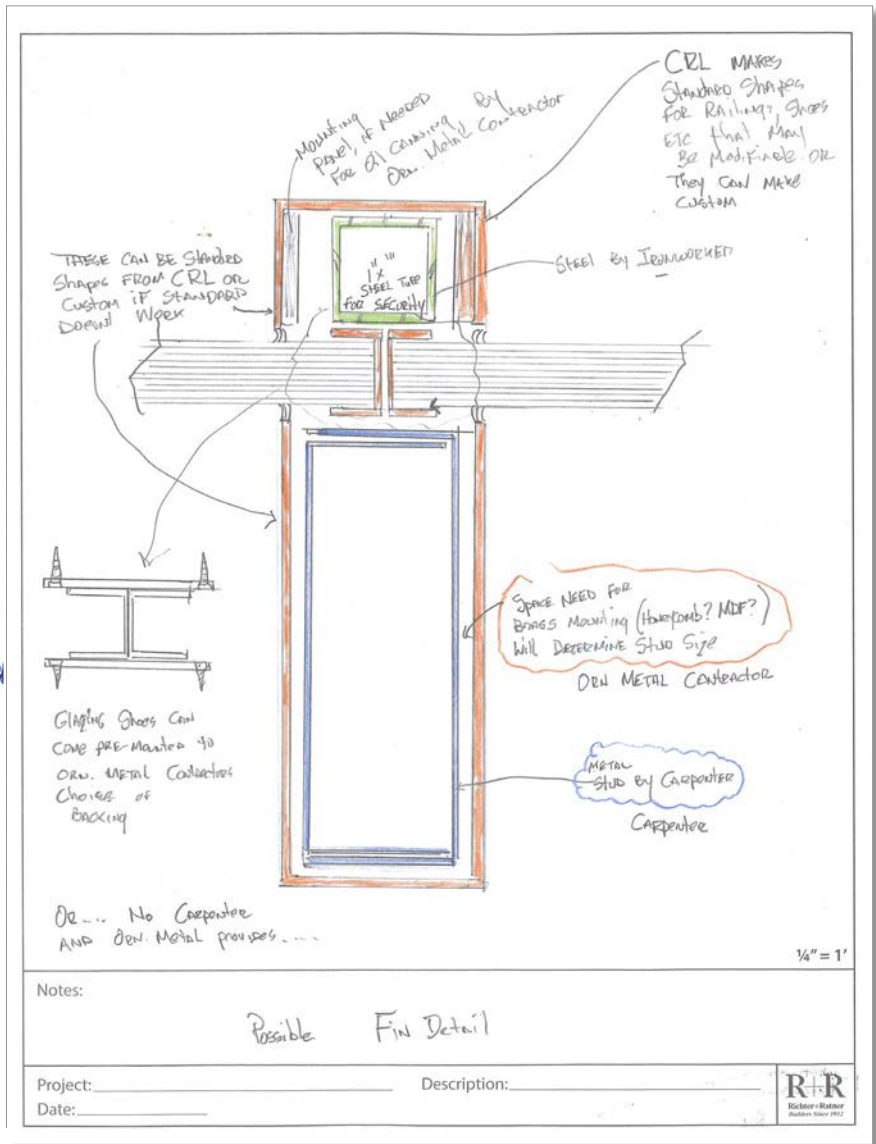 CRL MAKES
Standard Shapes
For Railings, Shoes
ETC that May
Be Modifiable OR
They Can Make
Custom
Mounting
Panel, if needed
For Oil Canning By
Orn. Metal Contractor
THESE CAN BE Standard
Shapes FROM CRL OR
Custom if STANDARD
Doesn't Work
STEEL TUBE
FOR SECURITY
STEEL By IRONWORKER
Space Need For
Brass Mounting (Honeycomb? MDF?)
Will Determine Stud Size
Orn Metal Contractor
Glazing Shoes Can
Come pre-Mounted to
Orn. Metal Contractors
Choice of
Backing
METAL
Stud By Carpenter
Carpenter
Or.... No Carpenter
AND Orn. Metal provides.....
¼" = 1'
Notes:
Possible Fin Detail
Project:
Description:
Date:
R+R
Richter+Ratner
Builders Since 1912